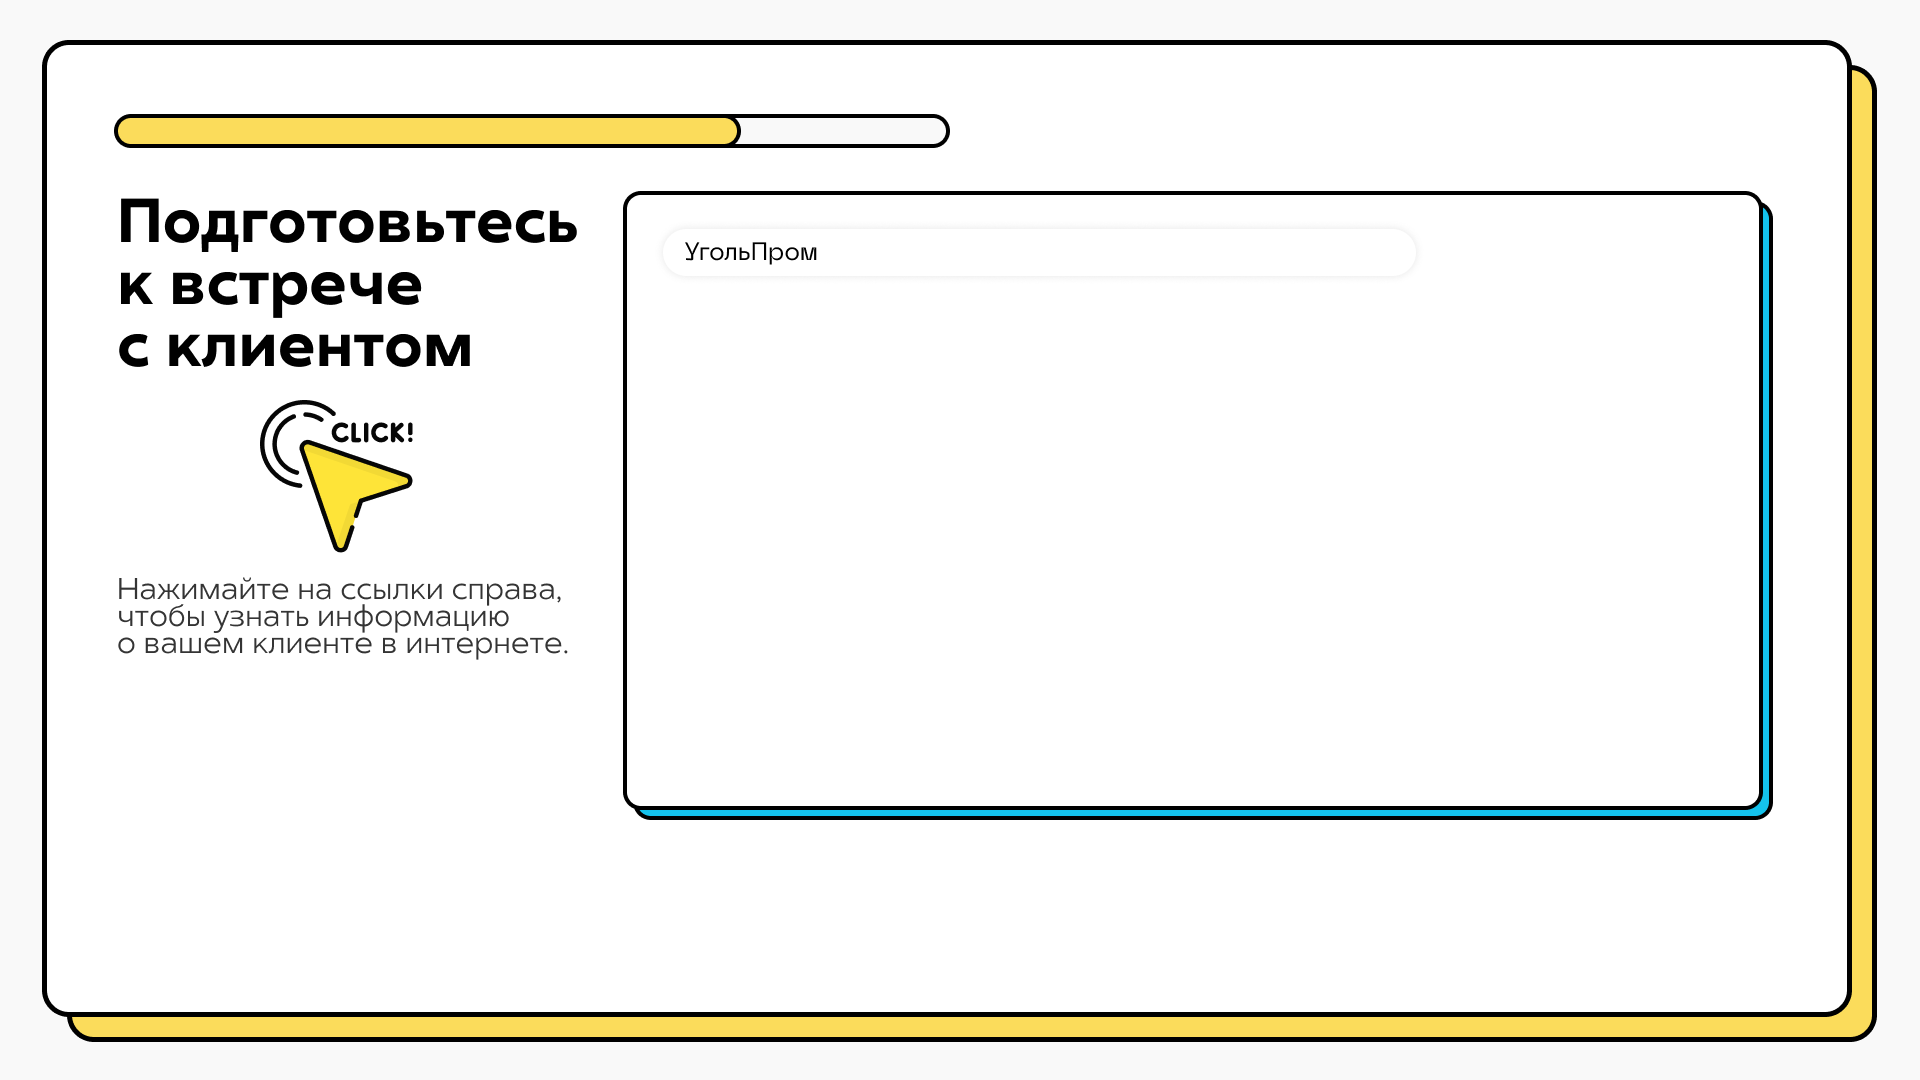 Подготовьтесь
к встрече
с клиентом
CLICK!
Нажимайте на ссылки справа,
чтобы узнать информацию
о вашем клиенте в интернете.
УгольПром